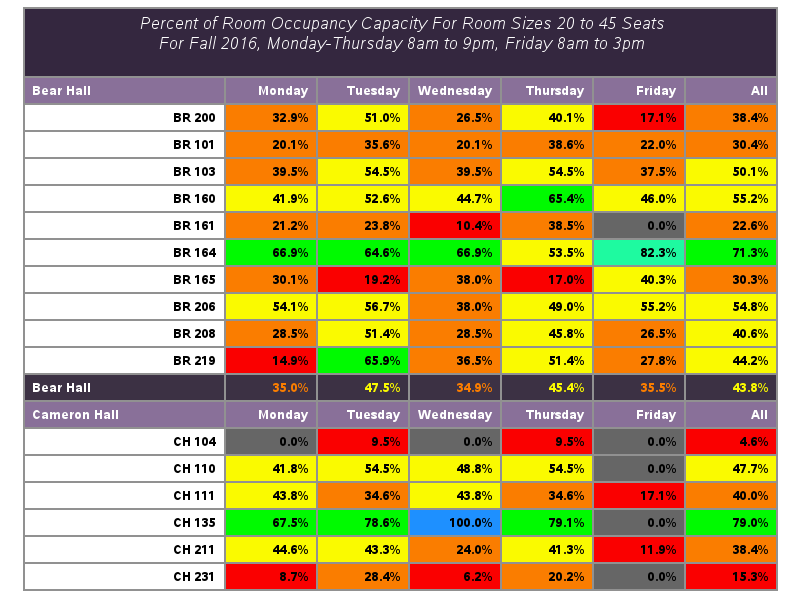 Percent of Room Occupancy Capacity For Room Sizes 20 to 45 Seats
For Fall 2016, Monday-Thursday 8am to 9pm, Friday 8am to 3pm
Bear Hall Monday Tuesday Wednesday Thursday Friday All
BR 200 32.9% 51.0% 26.5% 40.1% 17.1% 38.4%
BR 101 20.1% 35.6% 20.1% 38.6% 22.0% 30.4%
BR 103 39.5% 54.5% 39.5% 54.5% 37.5% 50.1%
BR 160 41.9% 52.6% 44.7% 65.4% 46.0% 55.2%
BR 161 21.2% 23.8% 10.4% 38.5% 0.0% 22.6%
BR 164 66.9% 64.6% 66.9% 53.5% 82.3% 71.3%
BR 165 30.1% 19.2% 38.0% 17.0% 40.3% 30.3%
BR 206 54.1% 56.7% 38.0% 49.0% 55.2% 54.8%
BR 208 28.5% 51.4% 28.5% 45.8% 26.5% 40.6%
BR 219 14.9% 65.9% 36.5% 51.4% 27.8% 44.2%
Bear Hall 35.0% 47.5% 34.9% 45.4% 35.5% 43.8%
Cameron Hall Monday Tuesday Wednesday Thursday Friday All
CH 104 0.0% 9.5% 0.0% 9.5% 0.0% 4.6%
CH 110 41.8% 54.5% 48.8% 54.5% 0.0% 47.7%
CH 111 43.8% 34.6% 43.8% 34.6% 17.1% 40.0%
CH 135 67.5% 78.6% 100.0% 79.1% 0.0% 79.0%
CH 211 44.6% 43.3% 24.0% 41.3% 11.9% 38.4%
CH 231 8.7% 28.4% 6.2% 20.2% 0.0% 15.3%